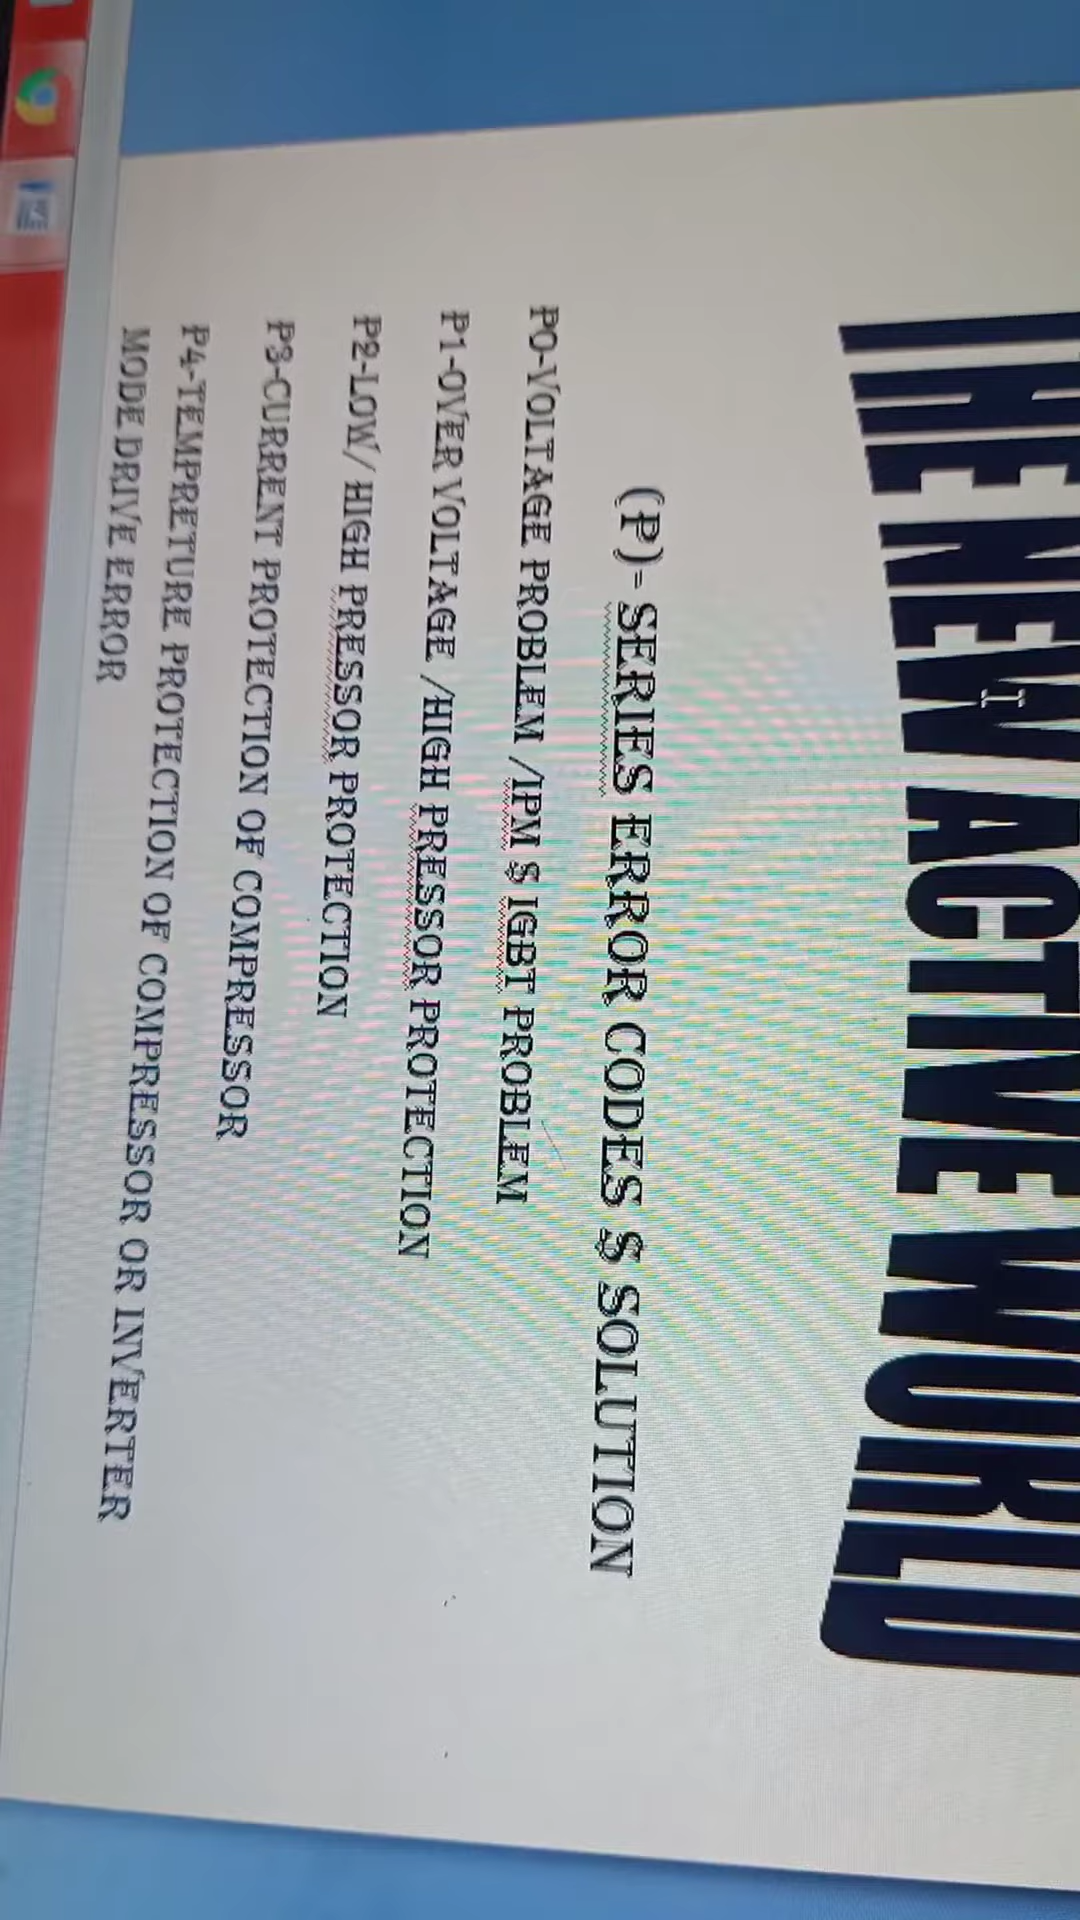 THE NEW ACTIVE WORLD
(P)- SERIES ERROR CODES $ SOLUTION
P0-VOLTAGE PROBLEM /IPM $ IGBT PROBLEM
P1-OVER VOLTAGE /HIGH PRESSOR PROTECTION
P2-LOW/ HIGH PRESSOR PROTECTION
P3-CURRENT PROTECTION OF COMPRESSOR
P4-TEMPRETURE PROTECTION OF COMPRESSOR OR INVERTER
MODE DRIVE ERROR